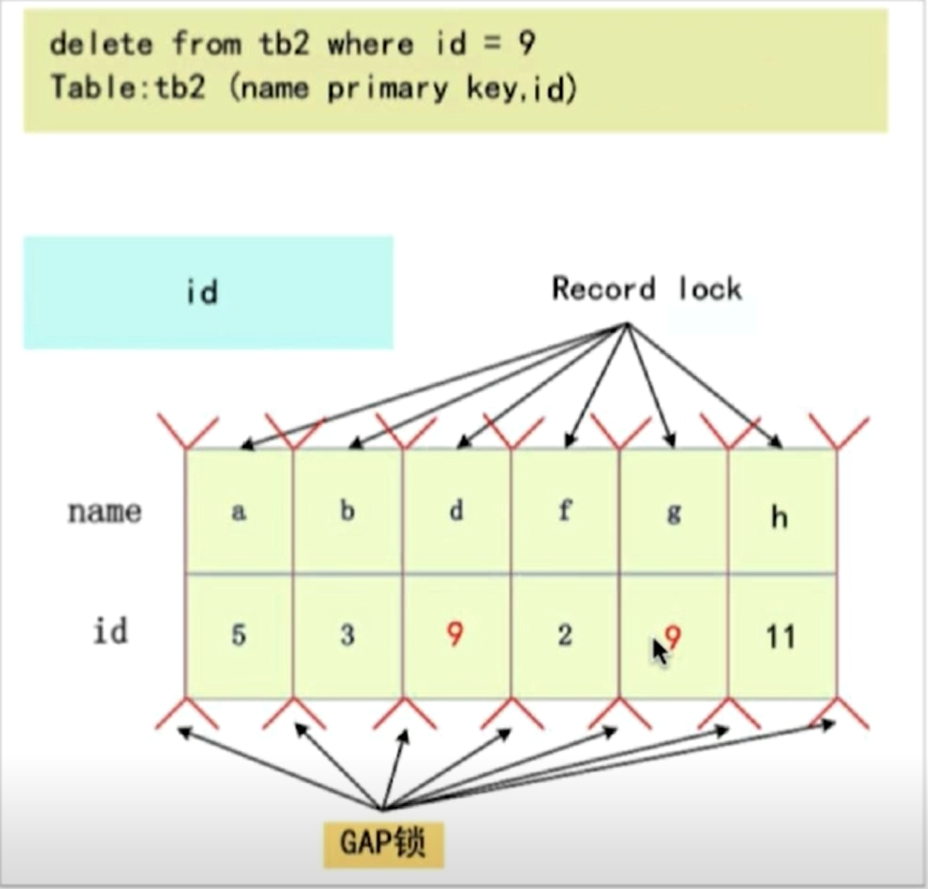 delete from tb2 where id = 9
Table:tb2 (name primary key,id)
id
Record lock
name a b d f g h
id 5 3 9 2 9 11
GAP锁